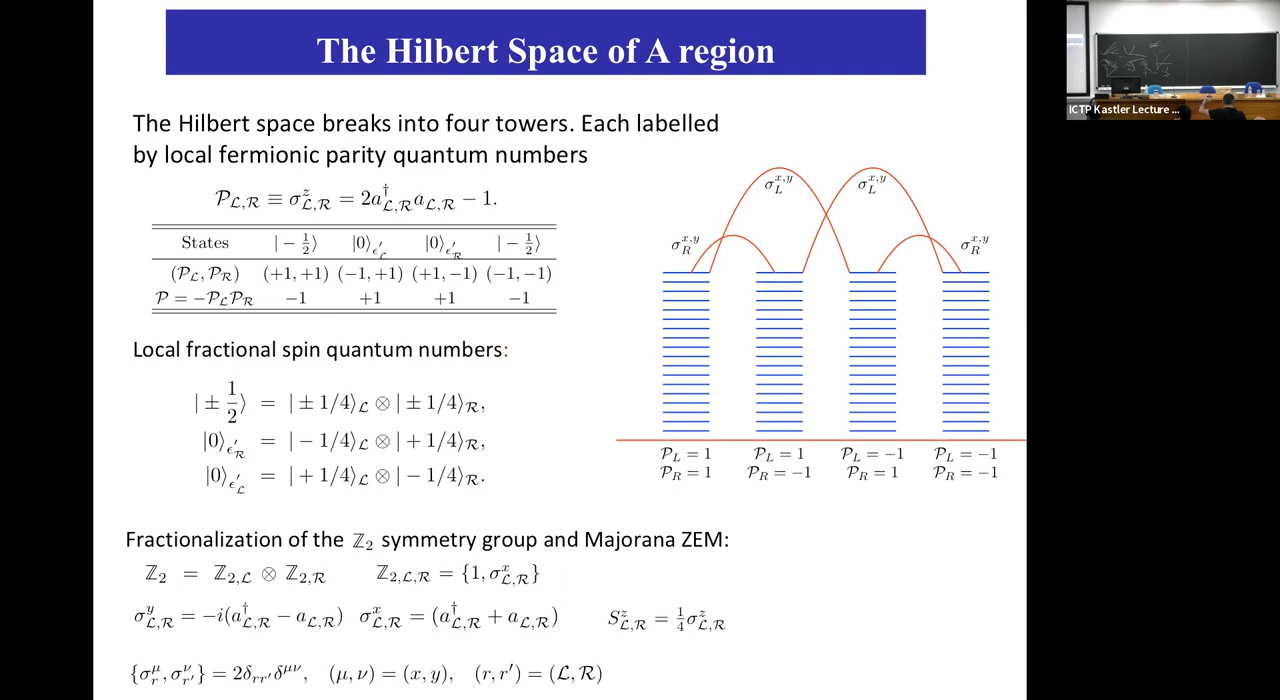 The Hilbert Space of A region
The Hilbert space breaks into four towers. Each labelled
by local fermionic parity quantum numbers
𝒫_{ℒ,ℛ} ≡ σ^z_{ℒ,ℛ} = 2a^†_{ℒ,ℛ}a_{ℒ,ℛ} − 1.
States |−½⟩ |0⟩_{ϵ'_ℒ} |0⟩_{ϵ'_ℛ} |−½⟩
(𝒫_ℒ, 𝒫_ℛ) (+1, +1) (−1, +1) (+1, −1) (−1, −1)
𝒫 = −𝒫_ℒ𝒫_ℛ −1 +1 +1 −1
Local fractional spin quantum numbers:
|± 1/2⟩ = |± 1/4⟩_ℒ ⊗ |± 1/4⟩_ℛ,
|0⟩_{ϵ'_ℛ} = |− 1/4⟩_ℒ ⊗ |+ 1/4⟩_ℛ,
|0⟩_{ϵ'_ℒ} = |+ 1/4⟩_ℒ ⊗ |− 1/4⟩_ℛ.
σ_L^{x,y} σ_L^{x,y}
σ_R^{x,y} σ_R^{x,y}
𝒫_L = 1 𝒫_L = 1 𝒫_L = −1 𝒫_L = −1
𝒫_R = 1 𝒫_R = −1 𝒫_R = 1 𝒫_R = −1
Fractionalization of the ℤ₂ symmetry group and Majorana ZEM:
ℤ₂ = ℤ_{2,ℒ} ⊗ ℤ_{2,ℛ} ℤ_{2,ℒ,ℛ} = {1, σ^x_{ℒ,ℛ}}
σ^y_{ℒ,ℛ} = −i(a^†_{ℒ,ℛ} − a_{ℒ,ℛ}) σ^x_{ℒ,ℛ} = (a^†_{ℒ,ℛ} + a_{ℒ,ℛ}) S^z_{ℒ,ℛ} = ¼σ^z_{ℒ,ℛ}
{σ^μ_r, σ^ν_{r'}} = 2δ_{rr'}δ^{μν}, (μ, ν) = (x, y), (r, r') = (ℒ, ℛ)
ICTP Kastler Lecture ...